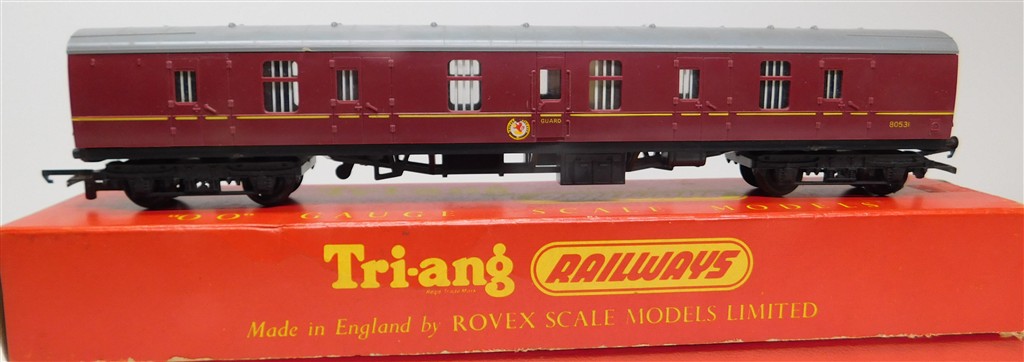 GUARD
80531
"OO" GAUGE SCALE MODELS
Tri-ang RAILWAYS
Made in England by ROVEX SCALE MODELS LIMITED